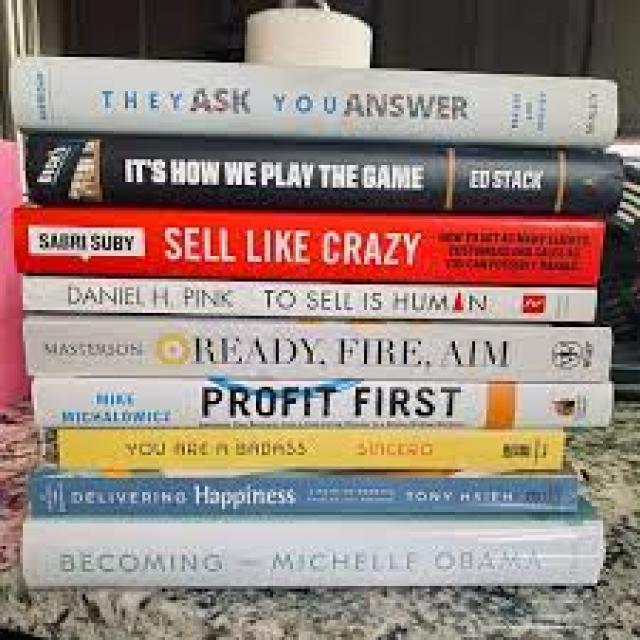 THEY ASK YOU ANSWER
IT'S HOW WE PLAY THE GAME ED STACK
SABRI SUBY SELL LIKE CRAZY
DANIEL H. PINK TO SELL IS HUMAN
MASTERSON READY, FIRE, AIM
MIKE
MICHALOWICZ
PROFIT FIRST
YOU ARE A BADASS SINCERO
DELIVERING Happiness TONY HSIEH
BECOMING — MICHELLE OBAMA